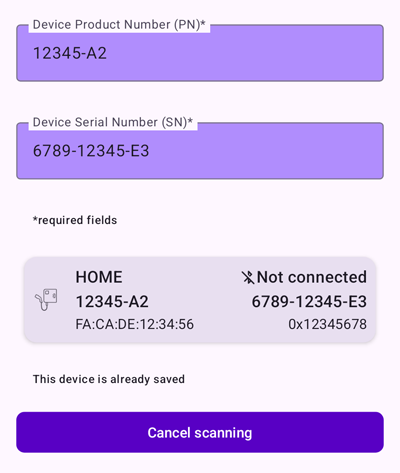 Device Product Number (PN)*
12345-A2
Device Serial Number (SN)*
6789-12345-E3
*required fields
HOME Not connected
12345-A2 6789-12345-E3
FA:CA:DE:12:34:56 0x12345678
This device is already saved
Cancel scanning